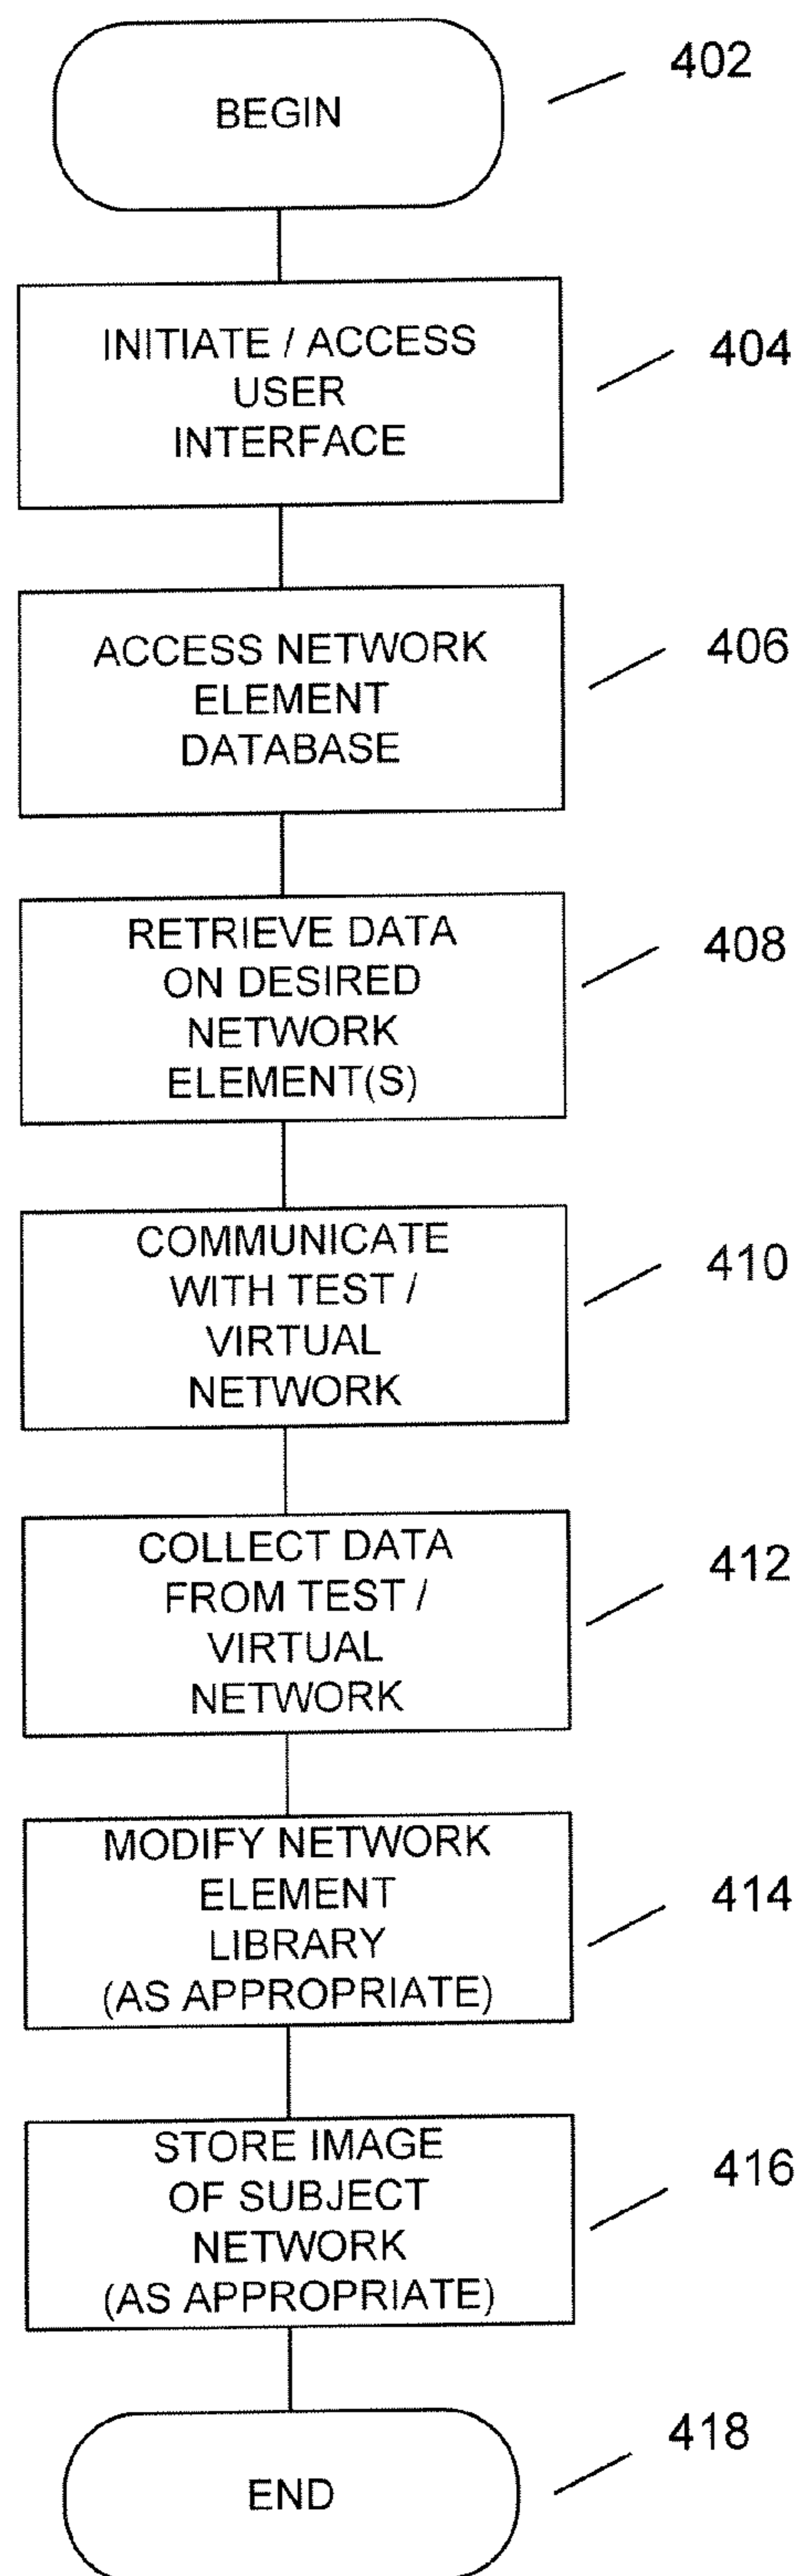 BEGIN
402
INITIATE / ACCESS
USER
INTERFACE
404
ACCESS NETWORK
ELEMENT
DATABASE
406
RETRIEVE DATA
ON DESIRED
NETWORK
ELEMENT(S)
408
COMMUNICATE
WITH TEST /
VIRTUAL
NETWORK
410
COLLECT DATA
FROM TEST /
VIRTUAL
NETWORK
412
MODIFY NETWORK
ELEMENT
LIBRARY
(AS APPROPRIATE)
414
STORE IMAGE
OF SUBJECT
NETWORK
(AS APPROPRIATE)
416
END
418